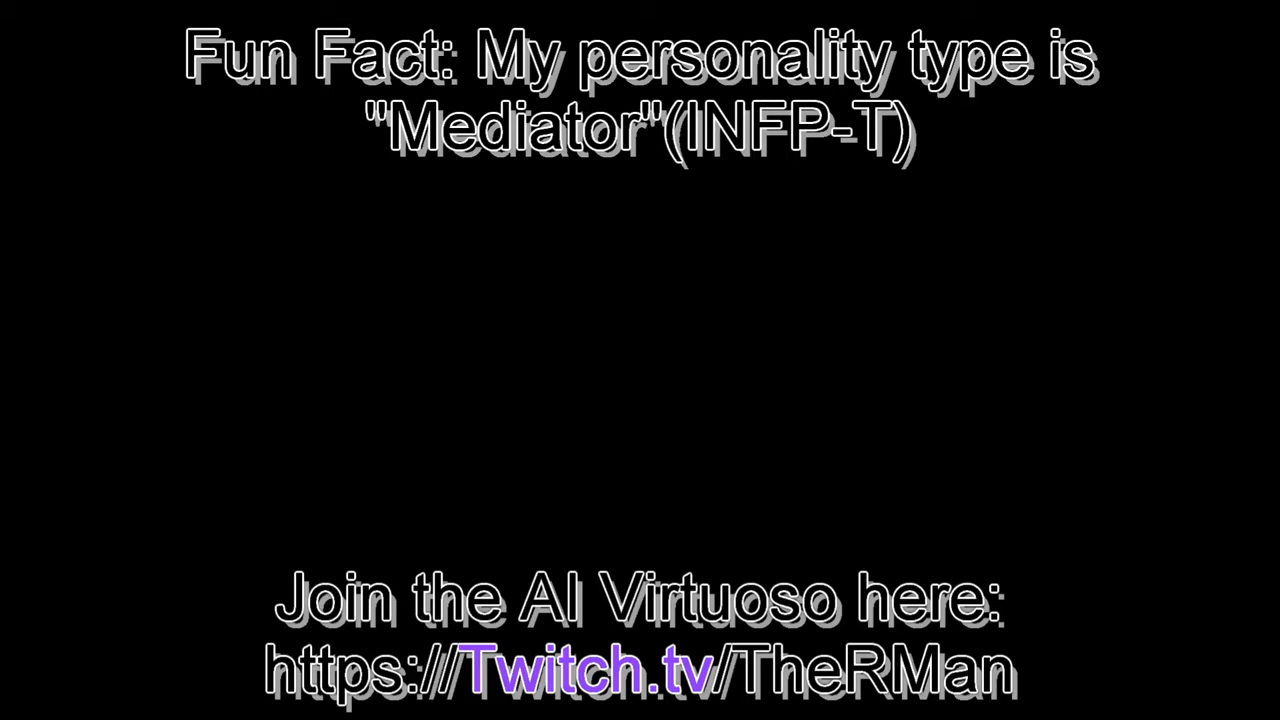 Fun Fact: My personality type is
"Mediator"(INFP-T)
Join the AI Virtuoso here:
https://Twitch.tv/TheRMan